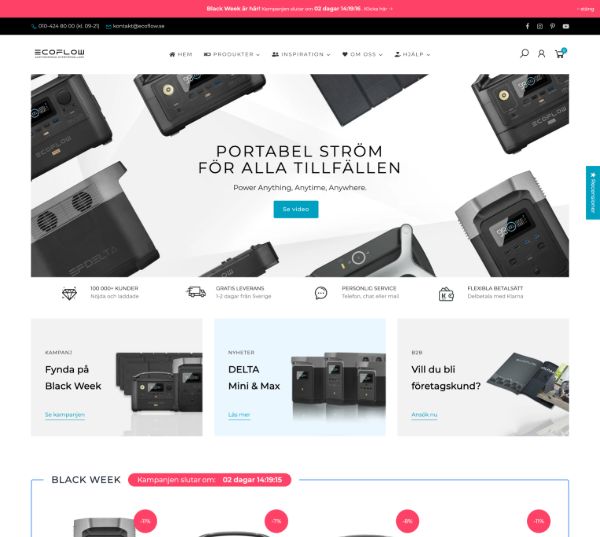 Black Week är här! Kampanjen slutar om 02 dagar 14:19:16. Klicka här →
010-424 80 00 (kl. 09-21)
kontakt@ecoflow.se
ECOFLOW
HEM
PRODUKTER
INSPIRATION
OM OSS
HJÄLP
0
PORTABEL STRÖM
FÖR ALLA TILLFÄLLEN
Power Anything, Anytime, Anywhere.
Se video
Recensioner
ECOFLOW
DELTA
100 000+ KUNDER
Nöjda och laddade
GRATIS LEVERANS
1-2 dagar från Sverige
PERSONLIG SERVICE
Telefon, chat eller mail
FLEXIBLA BETALSÄTT
Delbetala med Klarna
KAMPANJ
Fynda på
Black Week
Se kampanjen
NYHETER
DELTA
Mini & Max
Läs mer
B2B
Vill du bli
företagskund?
Ansök nu
BLACK WEEK
Kampanjen slutar om: 02 dagar 14:19:15
-11%
-7%
-8%
-11%